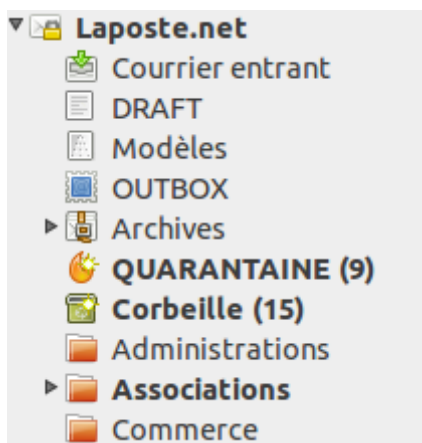 Laposte.net
Courrier entrant
DRAFT
Modèles
OUTBOX
Archives
QUARANTAINE (9)
Corbeille (15)
Administrations
Associations
Commerce